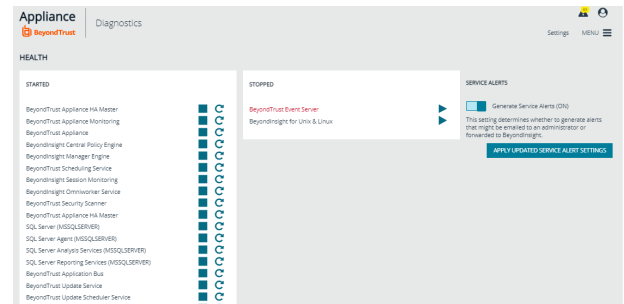 Appliance
BeyondTrust
Diagnostics
Settings
MENU
HEALTH
STARTED
BeyondTrust Appliance HA Master
BeyondTrust Appliance Monitoring
BeyondTrust Appliance
BeyondInsight Central Policy Engine
BeyondInsight Manager Engine
BeyondTrust Scheduling Service
BeyondInsight Session Monitoring
BeyondInsight Omniworker Service
BeyondTrust Security Scanner
BeyondTrust Appliance HA Master
SQL Server (MSSQLSERVER)
SQL Server Agent (MSSQLSERVER)
SQL Server Analysis Services (MSSQLSERVER)
SQL Server Reporting Services (MSSQLSERVER)
BeyondTrust Application Bus
BeyondTrust Update Service
BeyondTrust Update Scheduler Service
STOPPED
BeyondTrust Event Server
BeyondInsight for Unix & Linux
SERVICE ALERTS
Generate Service Alerts (ON)
This setting determines whether to generate alerts
that might be emailed to an administrator or
forwarded to BeyondInsight.
APPLY UPDATED SERVICE ALERT SETTINGS